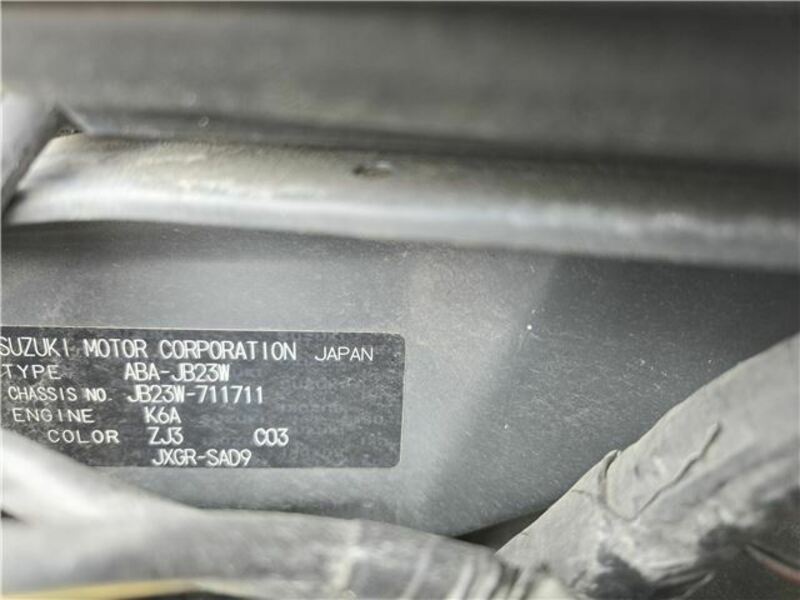 SUZUKI MOTOR CORPORATION JAPAN
TYPE ABA-JB23W
CHASSIS NO. JB23W-711711
ENGINE K6A
COLOR ZJ3 C03
JXGR-SAD9